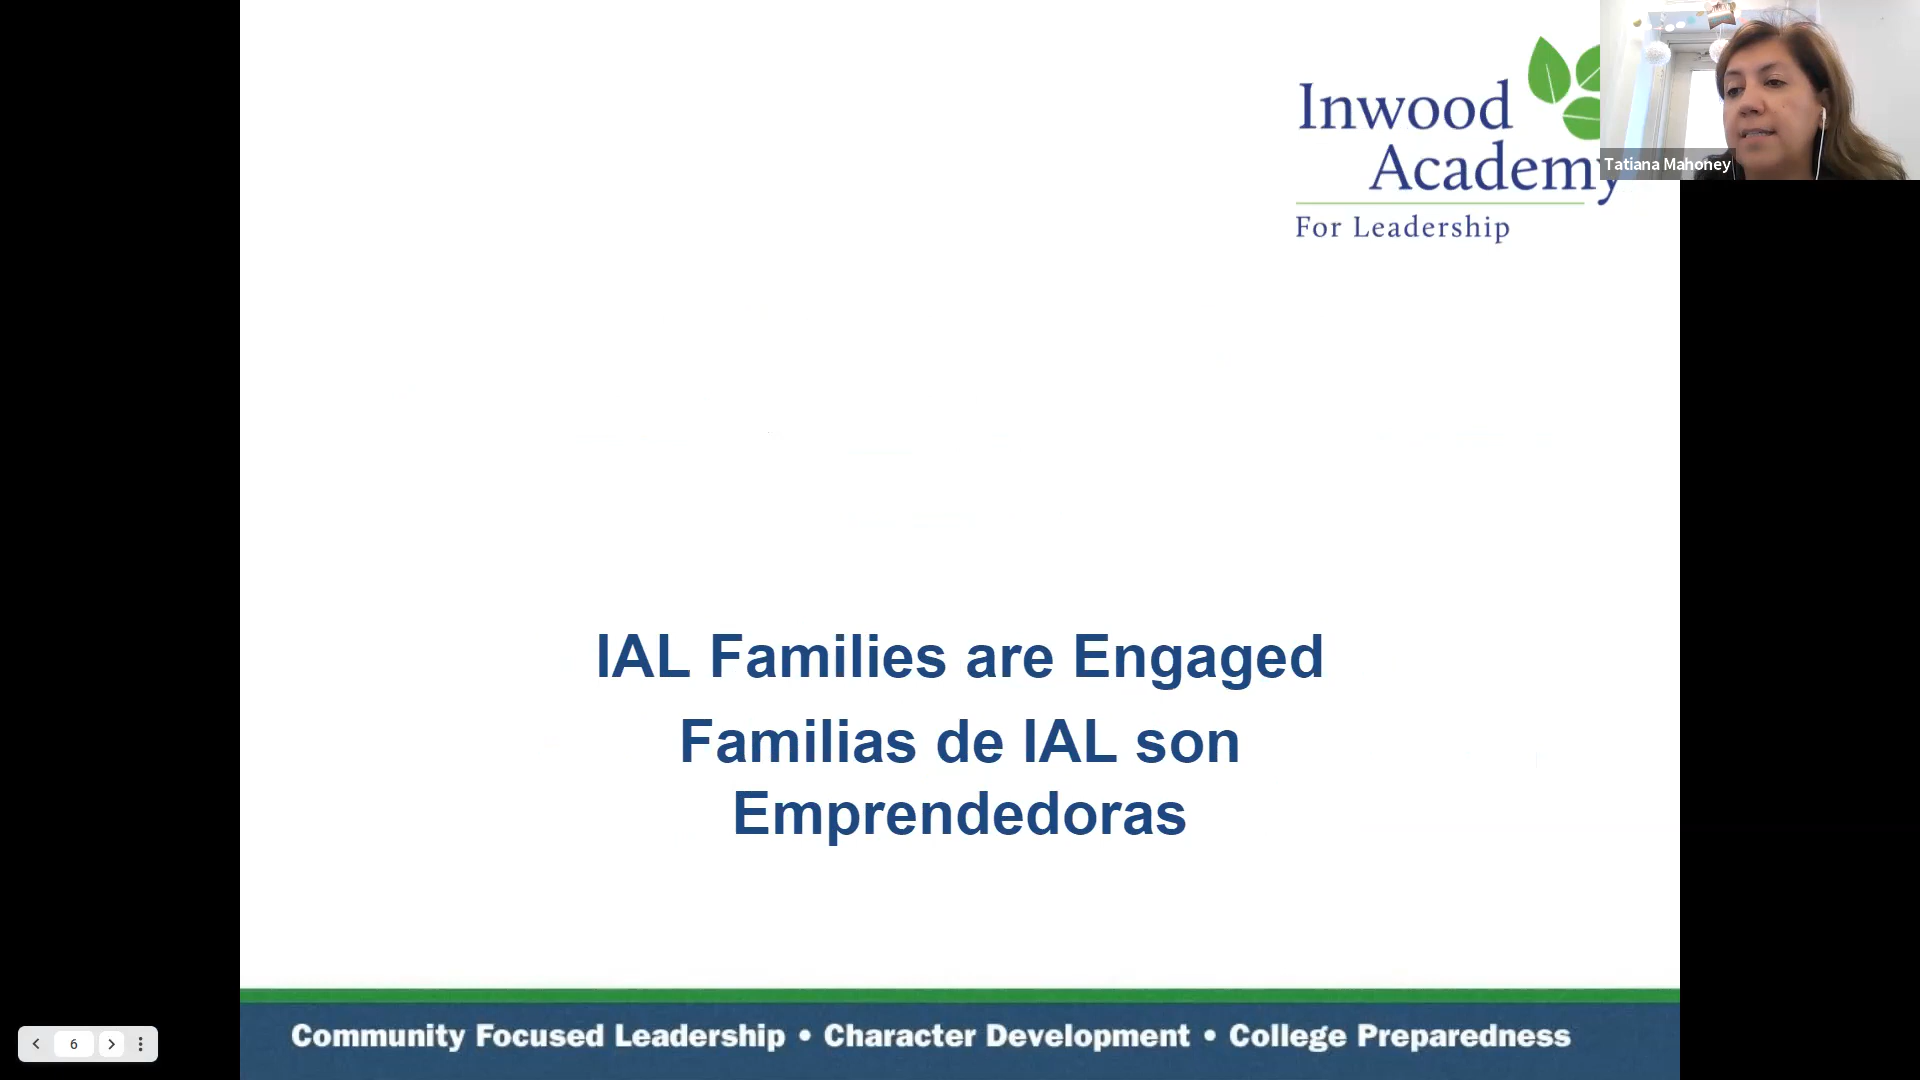 Inwood
Academy
For Leadership
Tatiana Mahoney
IAL Families are Engaged
Familias de IAL son
Emprendedoras
Community Focused Leadership • Character Development • College Preparedness
6